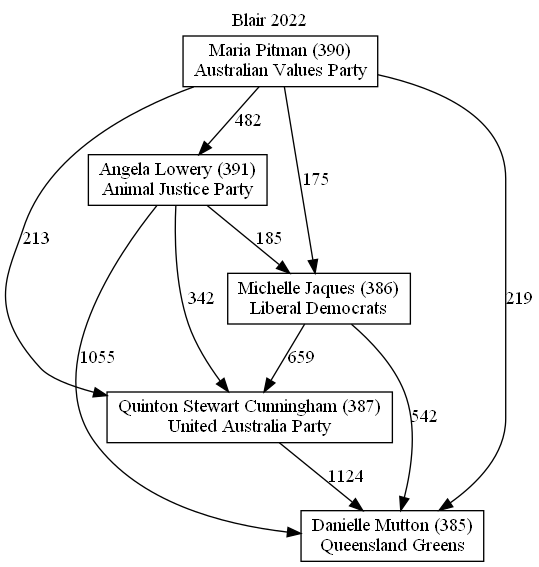 Blair 2022
Maria Pitman (390)
Australian Values Party
482
Angela Lowery (391)
Animal Justice Party
175
213
185
219
Michelle Jaques (386)
Liberal Democrats
342
1055
659
Quinton Stewart Cunningham (387)
United Australia Party
542
1124
Danielle Mutton (385)
Queensland Greens